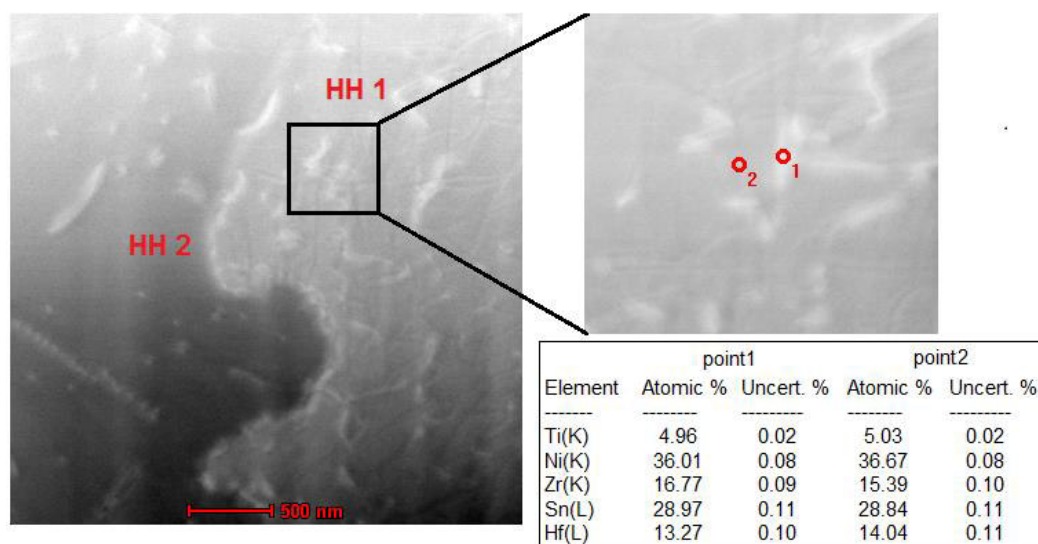 HH 1
HH 2
500 nm
1
2
point1 point2
Element Atomic % Uncert. % Atomic % Uncert. %
------- -------- --------- -------- ---------
Ti(K) 4.96 0.02 5.03 0.02
Ni(K) 36.01 0.08 36.67 0.08
Zr(K) 16.77 0.09 15.39 0.10
Sn(L) 28.97 0.11 28.84 0.11
Hf(L) 13.27 0.10 14.04 0.11